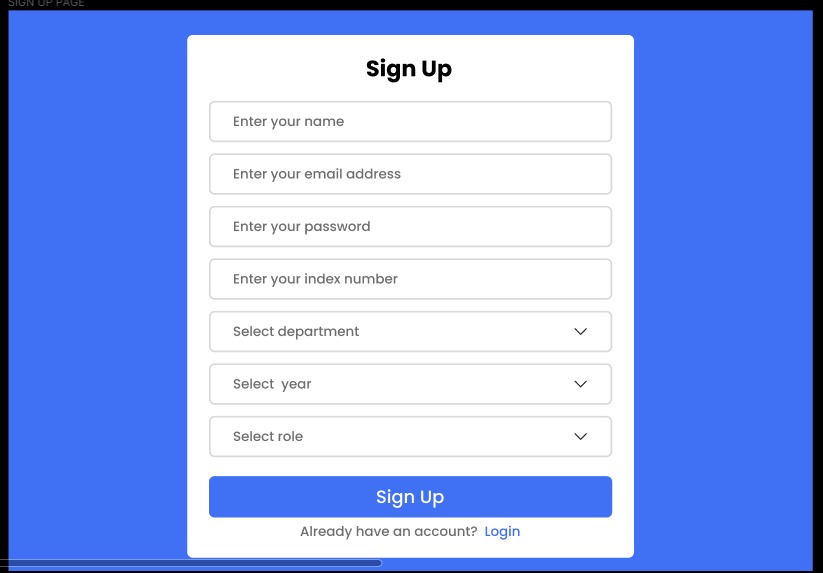 SIGN UP PAGE
Sign Up
Enter your name
Enter your email address
Enter your password
Enter your index number
Select department
Select  year
Select role
Sign Up
Already have an account?  Login